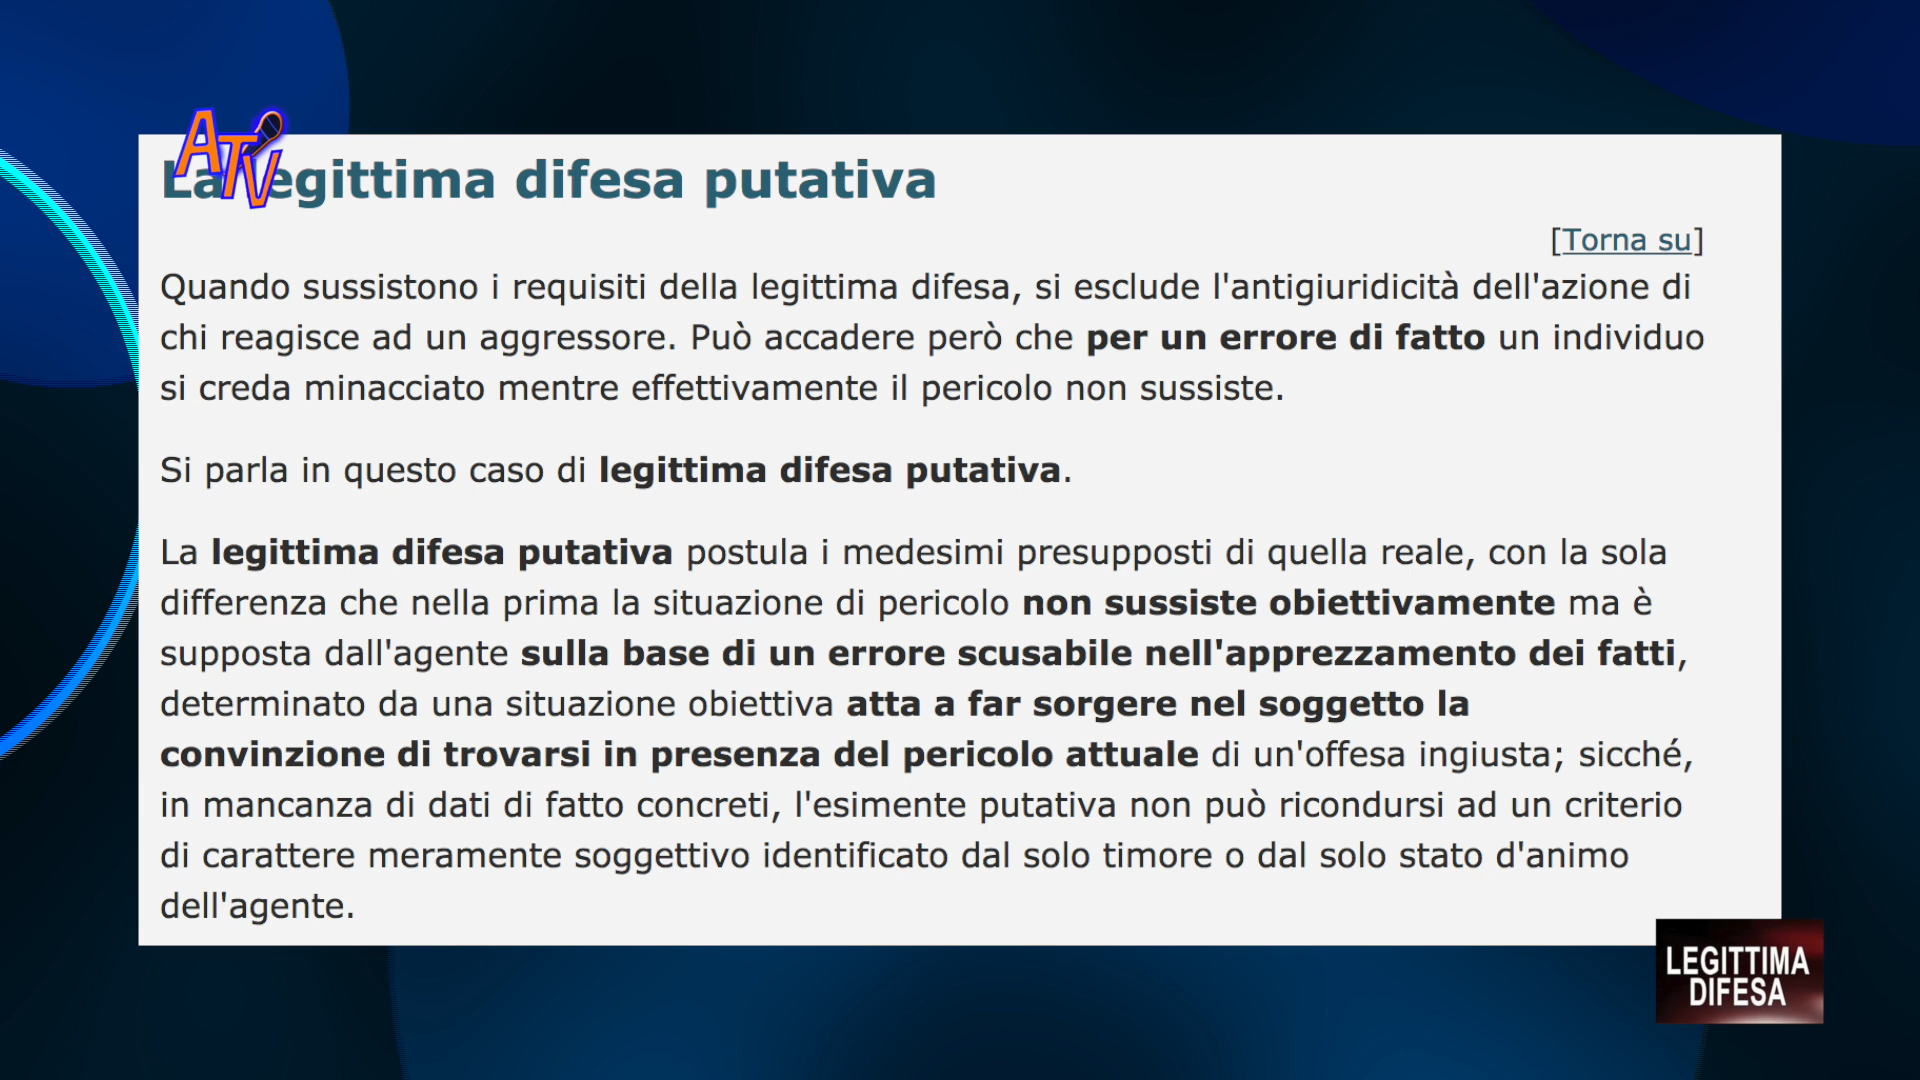 ATV
La legittima difesa putativa
[Torna su]
Quando sussistono i requisiti della legittima difesa, si esclude l'antigiuridicità dell'azione di
chi reagisce ad un aggressore. Può accadere però che per un errore di fatto un individuo
si creda minacciato mentre effettivamente il pericolo non sussiste.
Si parla in questo caso di legittima difesa putativa.
La legittima difesa putativa postula i medesimi presupposti di quella reale, con la sola
differenza che nella prima la situazione di pericolo non sussiste obiettivamente ma è
supposta dall'agente sulla base di un errore scusabile nell'apprezzamento dei fatti,
determinato da una situazione obiettiva atta a far sorgere nel soggetto la
convinzione di trovarsi in presenza del pericolo attuale di un'offesa ingiusta; sicché,
in mancanza di dati di fatto concreti, l'esimente putativa non può ricondursi ad un criterio
di carattere meramente soggettivo identificato dal solo timore o dal solo stato d'animo
dell'agente.
LEGITTIMA
DIFESA